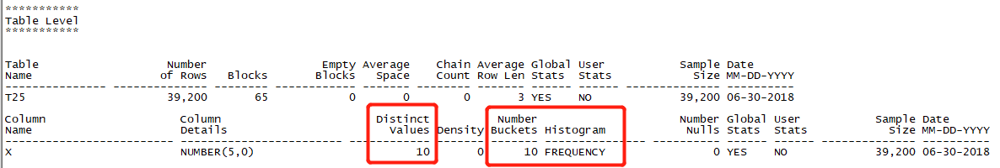 ***********
Table Level
***********
Table Number Empty Average Chain Average Global User Sample Date
Name of Rows Blocks Blocks Space Count Row Len Stats Stats Size MM-DD-YYYY
--------------- -------------- -------- ------------ ------- -------- ------- ------ ------ -------------- ----------
T25 39,200 65 0 0 0 3 YES NO 39,200 06-30-2018
Column Column Distinct Number Number Global User Sample Date
Name Details Values Density Buckets Histogram Nulls Stats Stats Size MM-DD-YYYY
------------------------- ------------------------ ------------ ------- ------- --------------- ------------ ------ ------ -------------- ----------
X NUMBER(5,0) 10 0 10 FREQUENCY 0 YES NO 39,200 06-30-2018